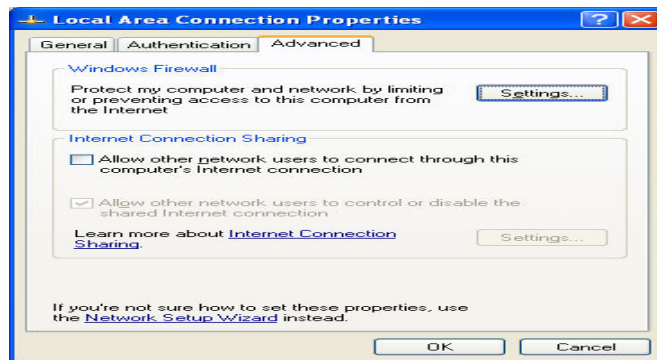 Local Area Connection Properties
General Authentication Advanced
Windows Firewall
Protect my computer and network by limiting
or preventing access to this computer from
the Internet
Settings...
Internet Connection Sharing
Allow other network users to connect through this
computer's Internet connection
Allow other network users to control or disable the
shared Internet connection
Learn more about Internet Connection
Sharing.
Settings...
If you're not sure how to set these properties, use
the Network Setup Wizard instead.
OK Cancel